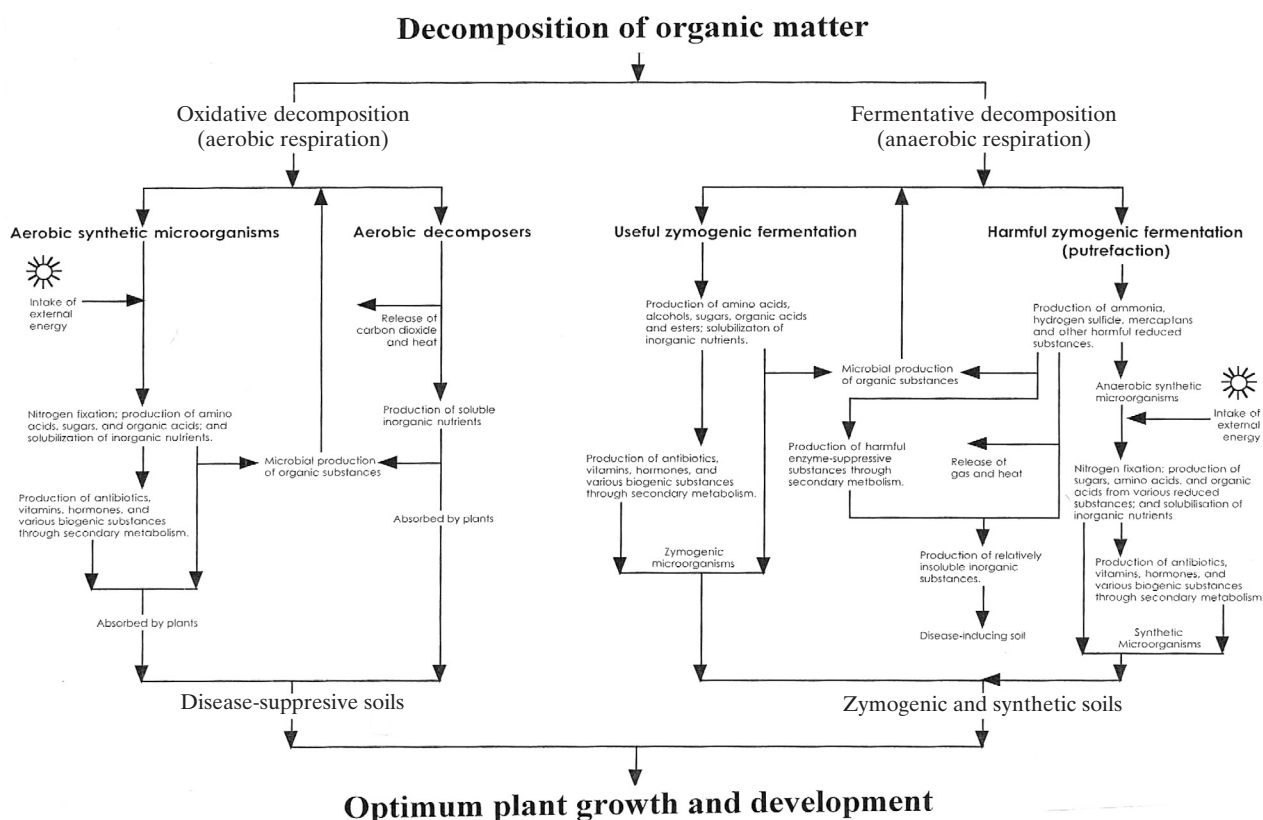 Decomposition of organic matter
Oxidative decomposition
(aerobic respiration)
Fermentative decomposition
(anaerobic respiration)
Aerobic synthetic microorganisms
Aerobic decomposers
Useful zymogenic fermentation
Harmful zymogenic fermentation
(putrefaction)
Intake of
external
energy
Release of
carbon dioxide
and heat
Production of amino acids,
alcohols, sugars, organic acids
and esters; solubilizaton of
inorganic nutrients.
Production of ammonia,
hydrogen sulfide, mercaptans
and other harmful reduced
substances.
Microbial production
of organic substances
Anaerobic synthetic
microorganisms
Intake of
external
energy
Nitrogen fixation; production of amino
acids, sugars, and organic acids; and
solubilization of inorganic nutrients.
Production of soluble
inorganic nutrients
Microbial production
of organic substances
Production of antibiotics,
vitamins, hormones, and
various biogenic substances
through secondary metabolism.
Production of harmful
enzyme-suppressive
substances through
secondary metbolism.
Release of
gas and heat
Nitrogen fixation; production of
sugars, amino acids, and organic
acids from various reduced
substances; and solubilisation of
inorganic nutrients
Production of antibiotics,
vitamins, hormones, and
various biogenic substances
through secondary metabolism.
Absorbed by plants
Zymogenic
microorganisms
Production of relatively
insoluble inorganic
substances.
Production of antibiotics,
vitamins, hormones, and
various biogenic substances
through secondary metabolism
Absorbed by plants
Disease-inducing soil
Synthetic
Microorganisms
Disease-suppresive soils
Zymogenic and synthetic soils
Optimum plant growth and development